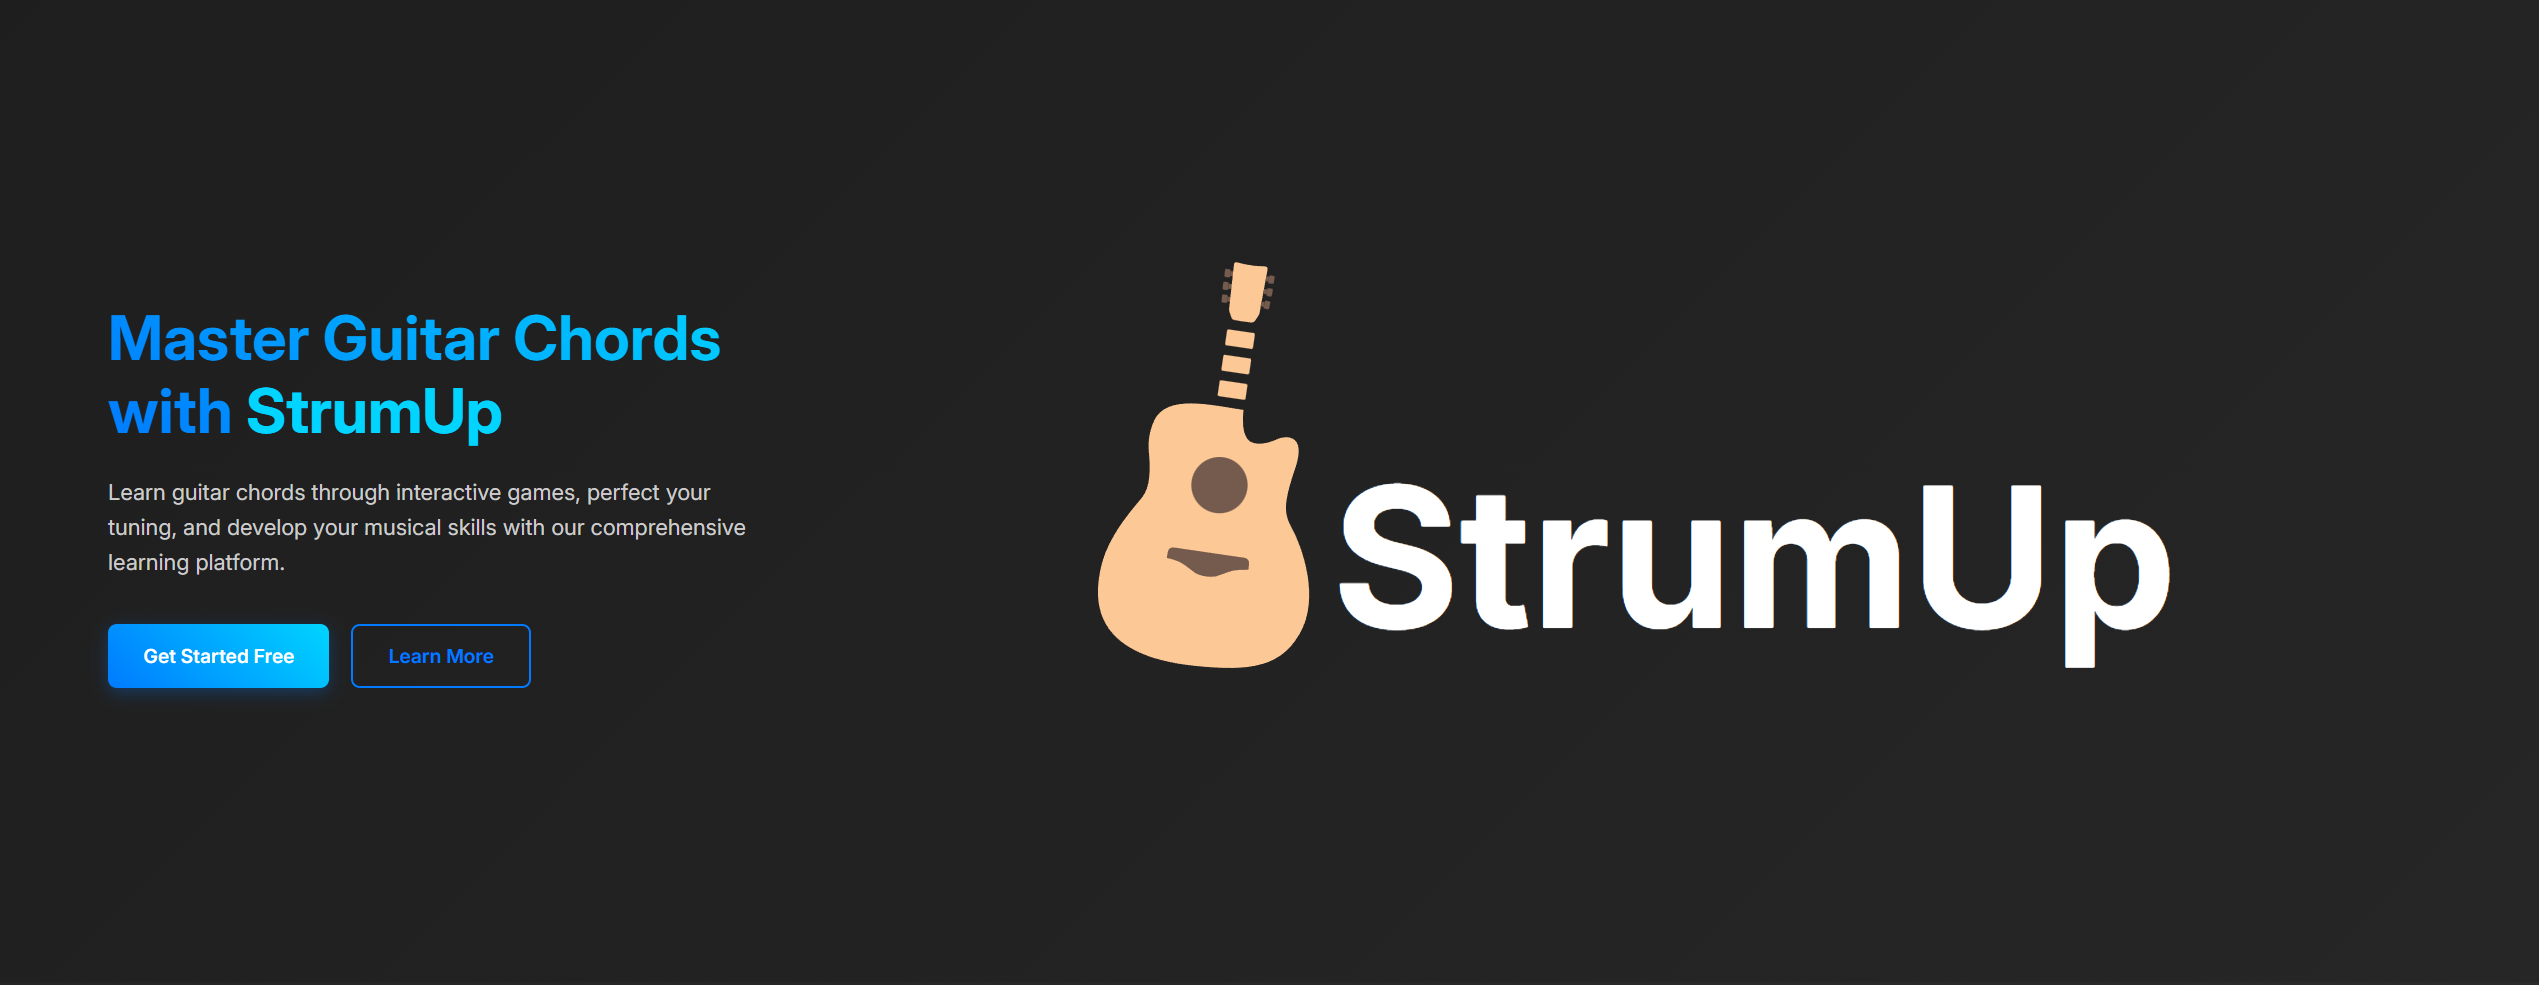 Master Guitar Chords
with StrumUp
Learn guitar chords through interactive games, perfect your
tuning, and develop your musical skills with our comprehensive
learning platform.
Get Started Free
Learn More
StrumUp